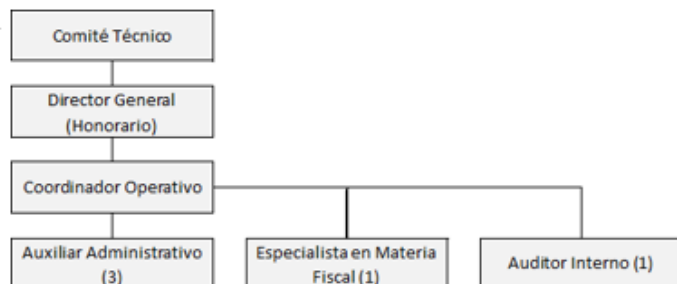 Comité Técnico
Director General
(Honorario)
Coordinador Operativo
Auxiliar Administrativo
(3)
Especialista en Materia
Fiscal (1)
Auditor Interno (1)